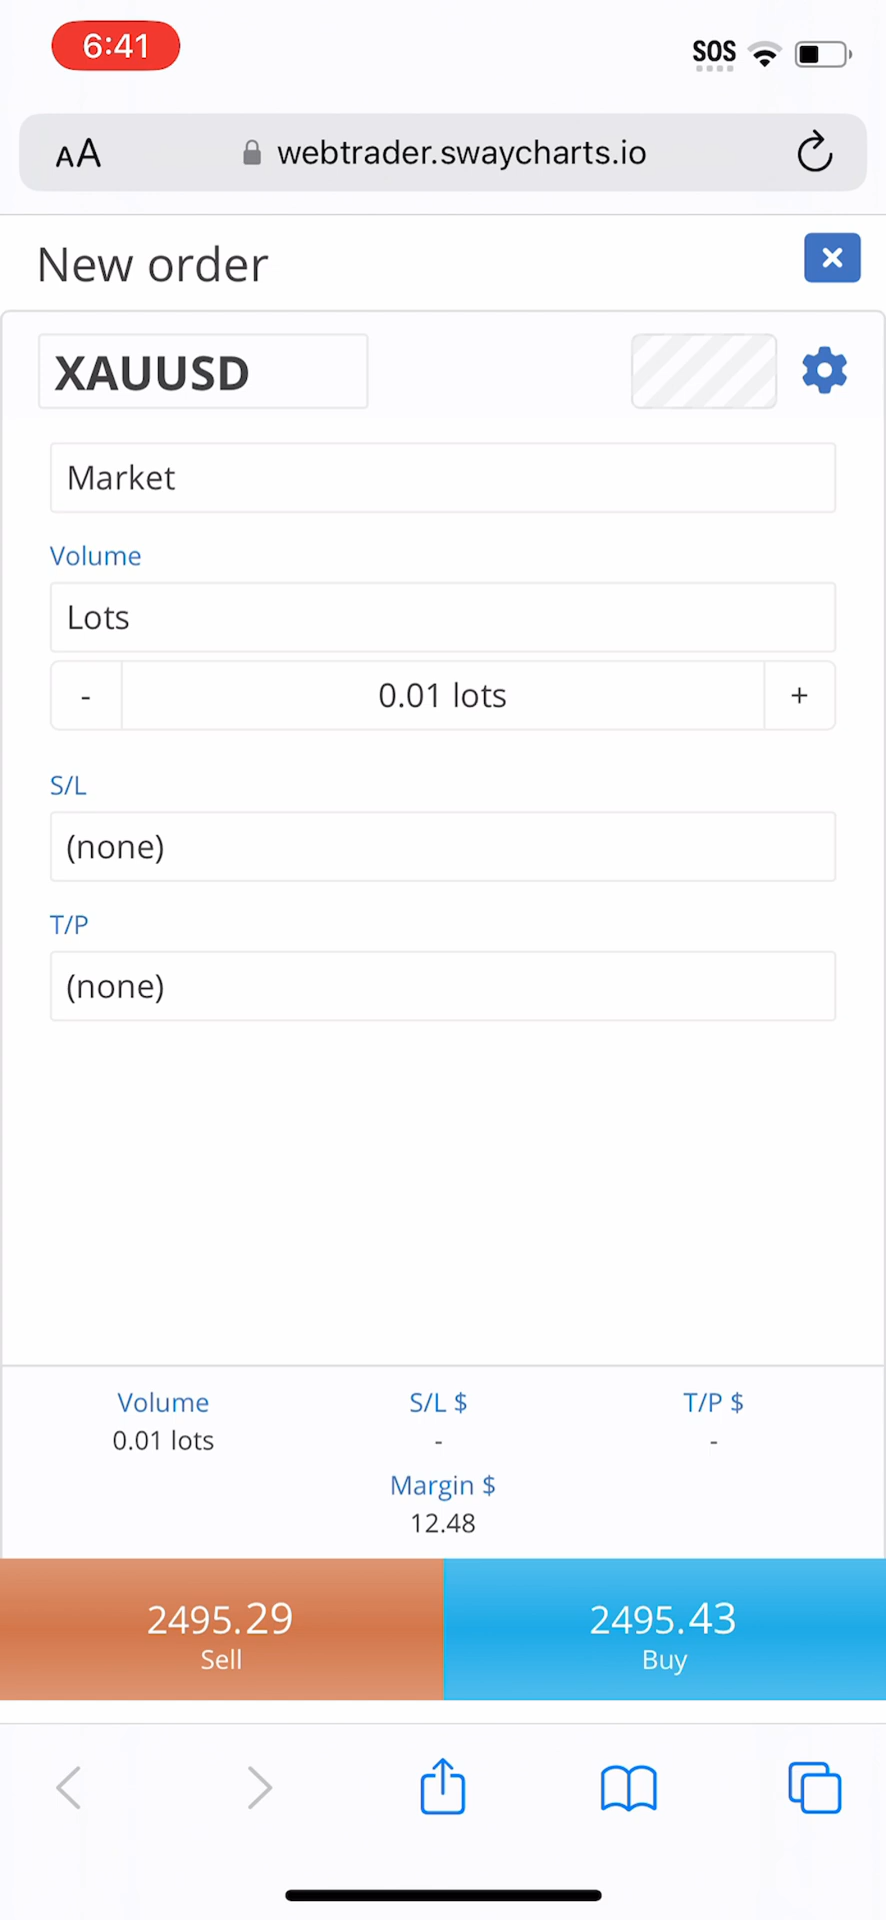 6:41
SOS
AA
webtrader.swaycharts.io
New order
×
XAUUSD
Market
Volume
Lots
- 0.01 lots +
S/L
(none)
T/P
(none)
Volume S/L $ T/P $
0.01 lots - -
Margin $
12.48
2495.29 2495.43
Sell Buy